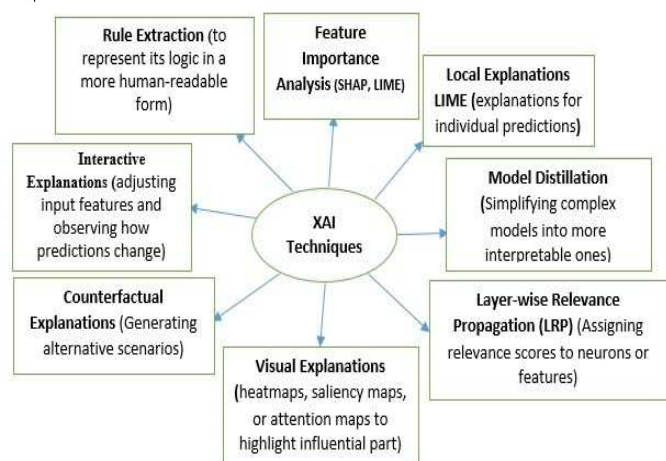 Rule Extraction (to
represent its logic in a
more human-readable
form)
Feature
Importance
Analysis (SHAP, LIME)
Local Explanations
LIME (explanations for
individual predictions)
Interactive
Explanations (adjusting
input features and
observing how
predictions change)
XAI
Techniques
Model Distillation
(Simplifying complex
models into more
interpretable ones)
Counterfactual
Explanations (Generating
alternative scenarios)
Layer-wise Relevance
Propagation (LRP) (Assigning
relevance scores to neurons or
features)
Visual Explanations
(heatmaps, saliency maps,
or attention maps to
highlight influential part)